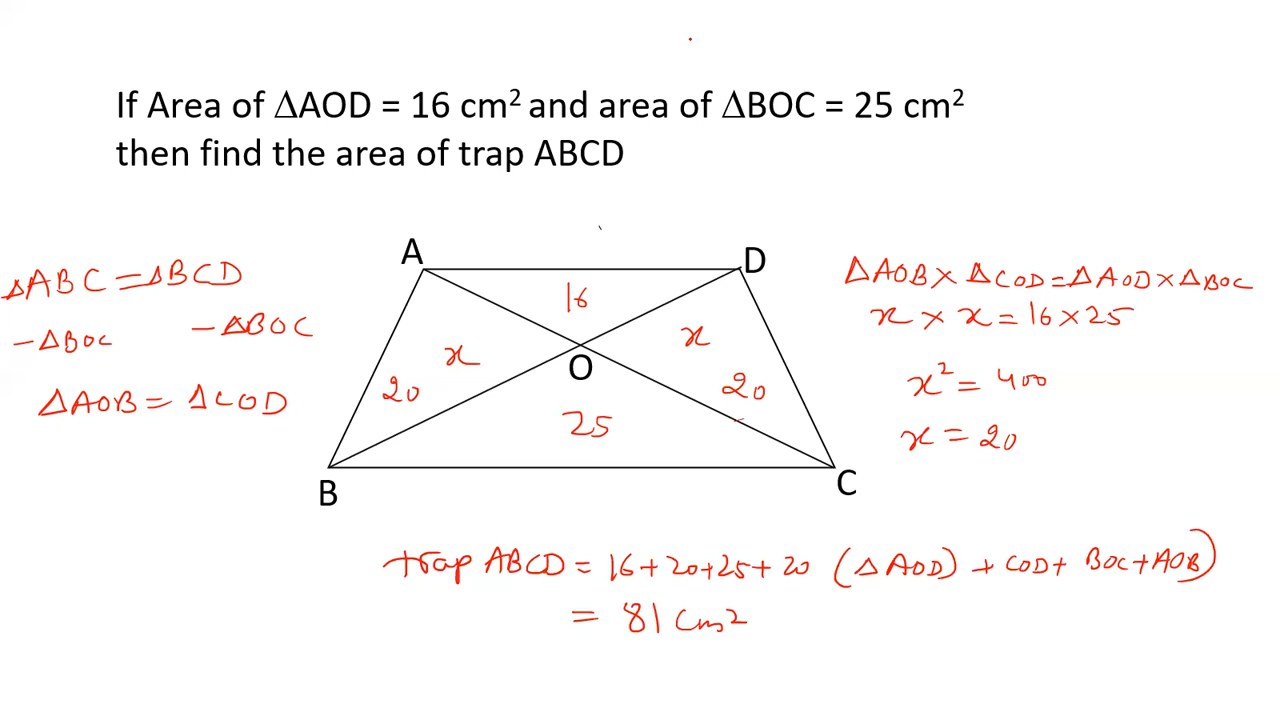 If Area of ΔAOD = 16 cm² and area of ΔBOC = 25 cm²
then find the area of trap ABCD
ΔABC = ΔBCD
- ΔBOC - ΔBOC
ΔAOB = ΔCOD
A
D
16
x
x
O
20
20
25
B
C
ΔAOB × ΔCOD = ΔAOD × ΔBOC
x × x = 16 × 25
x² = 400
x = 20
trap ABCD = 16 + 20 + 25 + 20 (ΔAOD) + COD + BOC + AOB)
= 81 cm²